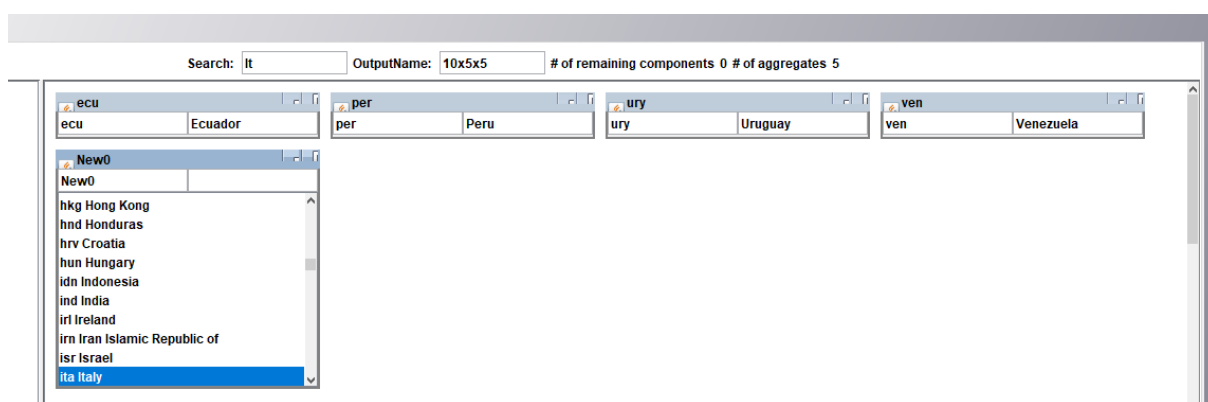 Search: It OutputName: 10x5x5 # of remaining components 0 # of aggregates 5
ecu per ury ven
ecu Ecuador per Peru ury Uruguay ven Venezuela
New0
New0
hkg Hong Kong
hnd Honduras
hrv Croatia
hun Hungary
idn Indonesia
ind India
irl Ireland
irn Iran Islamic Republic of
isr Israel
ita Italy